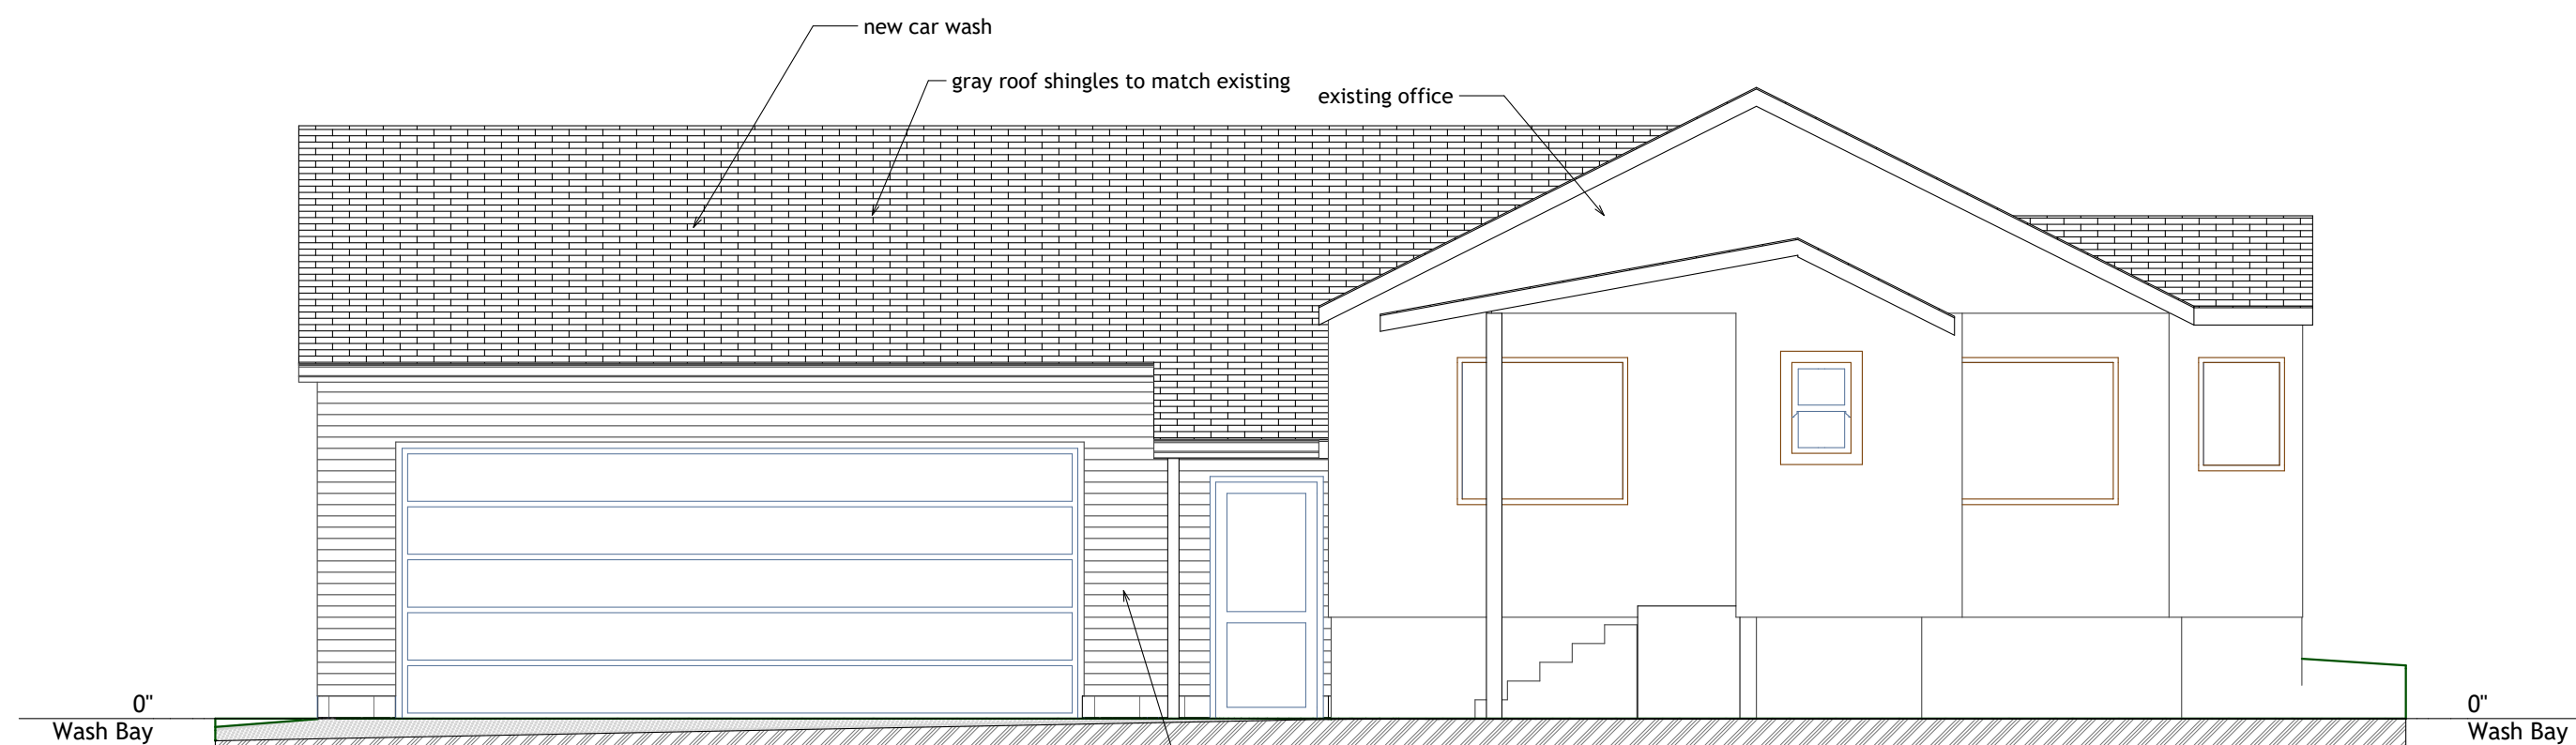 new car wash
gray roof shingles to match existing
existing office
0"
Wash Bay
0"
Wash Bay